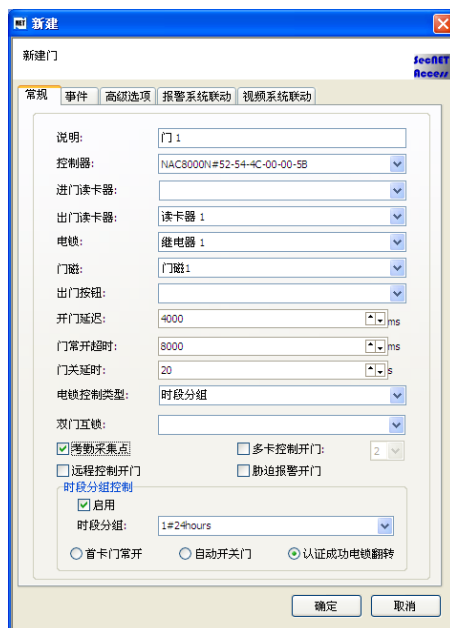 新建
新建门
SecNET
Access
常规 事件 高级选项 报警系统联动 视频系统联动
说明: 门 1
控制器: NAC8000N#52-54-4C-00-00-5B
进门读卡器:
出门读卡器: 读卡器 1
电锁: 继电器 1
门磁: 门磁1
出门按钮:
开门延迟: 4000 ms
门常开超时: 8000 ms
门关延时: 20 s
电锁控制类型: 时段分组
双门互锁:
考勤采集点 多卡控制开门: 2
远程控制开门 胁迫报警开门
时段分组控制
启用
时段分组: 1#24hours
首卡门常开 自动开关门 认证成功电锁翻转
确定 取消